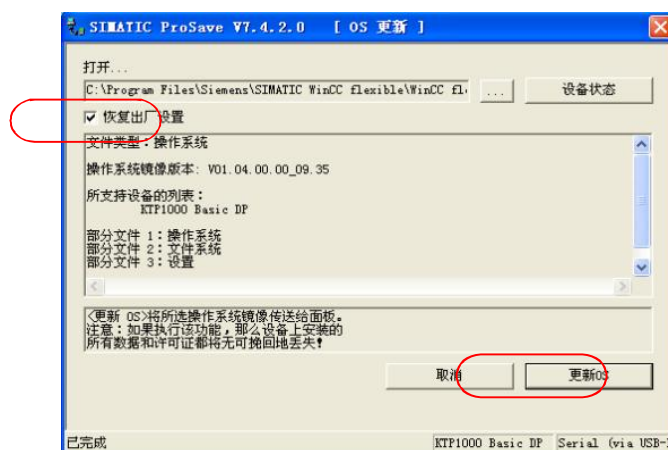 SIMATIC ProSave V7.4.2.0 [ OS 更新 ]
打开...
C:\Program Files\Siemens\SIMATIC WinCC flexible\WinCC fl
...
设备状态
恢复出厂设置
文件类型：操作系统
操作系统镜像版本: V01.04.00.00_09.35
所支持设备的列表：
KTP1000 Basic DP
部分文件 1：操作系统
部分文件 2：文件系统
部分文件 3：设置
<更新 OS>将所选操作系统镜像传送给面板。
注意：如果执行该功能，那么设备上安装的
所有数据和许可证都将无可挽回地丢失!
取消
更新OS
已完成
KTP1000 Basic DP
Serial (via USB-